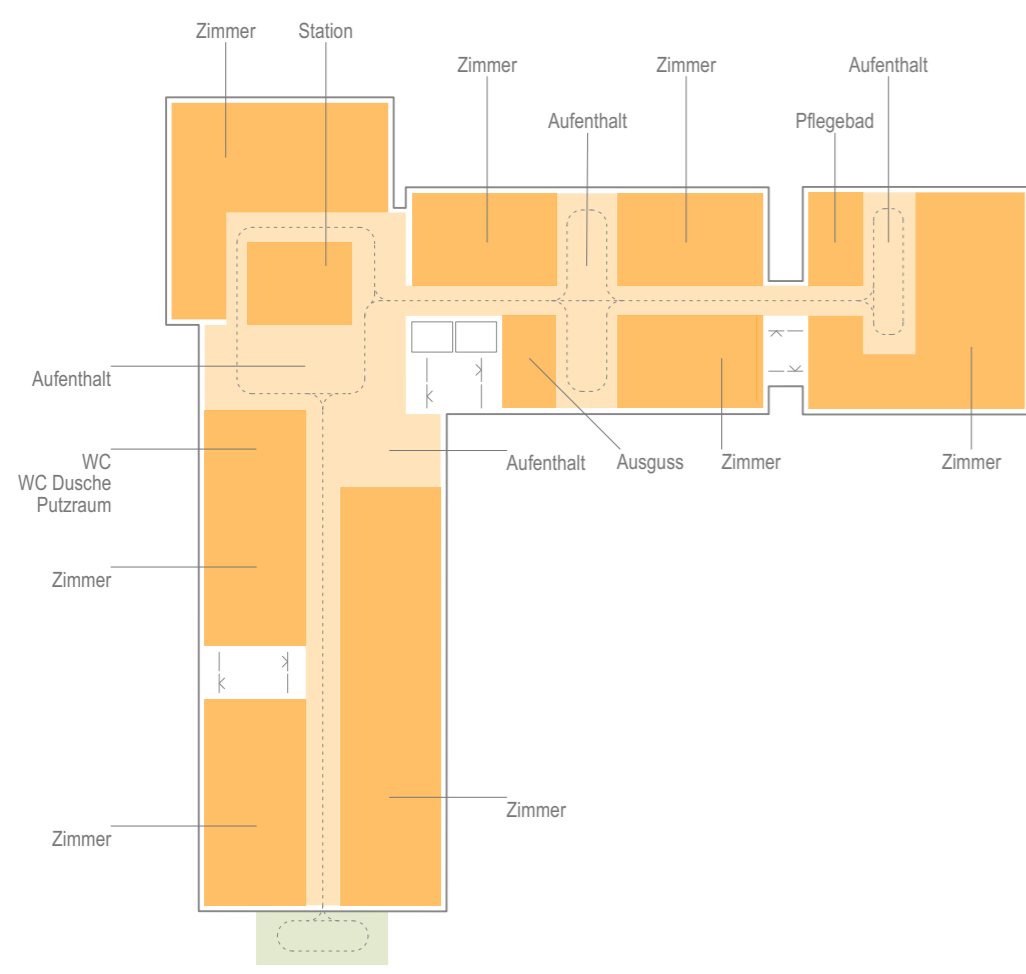 Zimmer
Station
Zimmer
Zimmer
Aufenthalt
Aufenthalt
Pflegebad
Aufenthalt
WC
WC Dusche
Putzraum
Aufenthalt
Ausguss
Zimmer
Zimmer
Zimmer
Zimmer
Zimmer